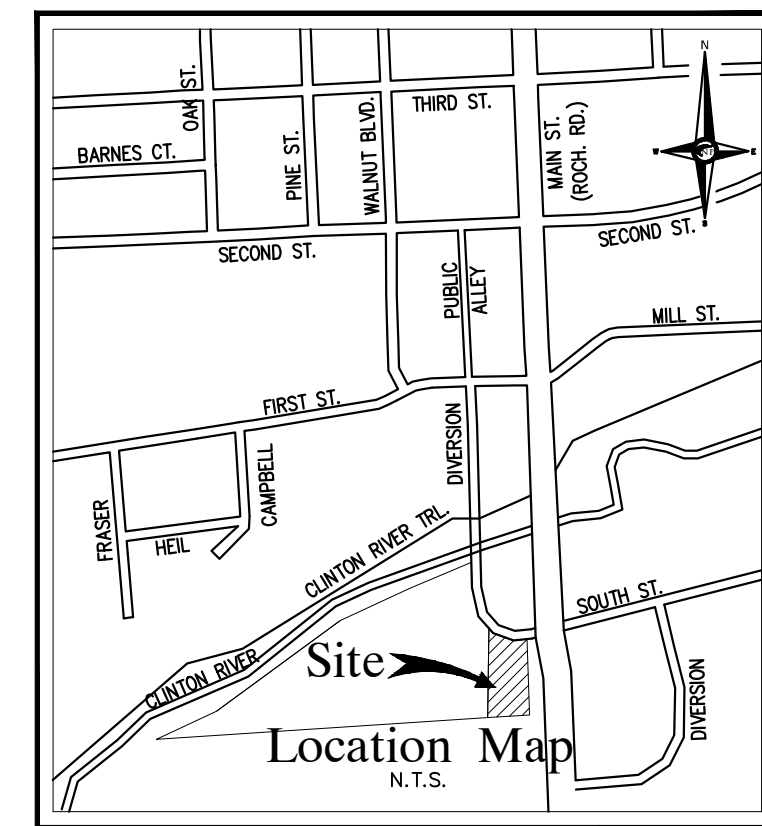 N
OAK ST.
THIRD ST.
WALNUT BLVD.
MAIN ST.
(ROCH. RD.)
BARNES CT.
PINE ST.
W
E
S
SECOND ST.
SECOND ST.
PUBLIC
ALLEY
MILL ST.
FIRST ST.
DIVERSION
CAMPBELL
FRASER
HEIL
CLINTON RIVER TRL.
SOUTH ST.
Site
CLINTON RIVER
DIVERSION
Location Map
N.T.S.